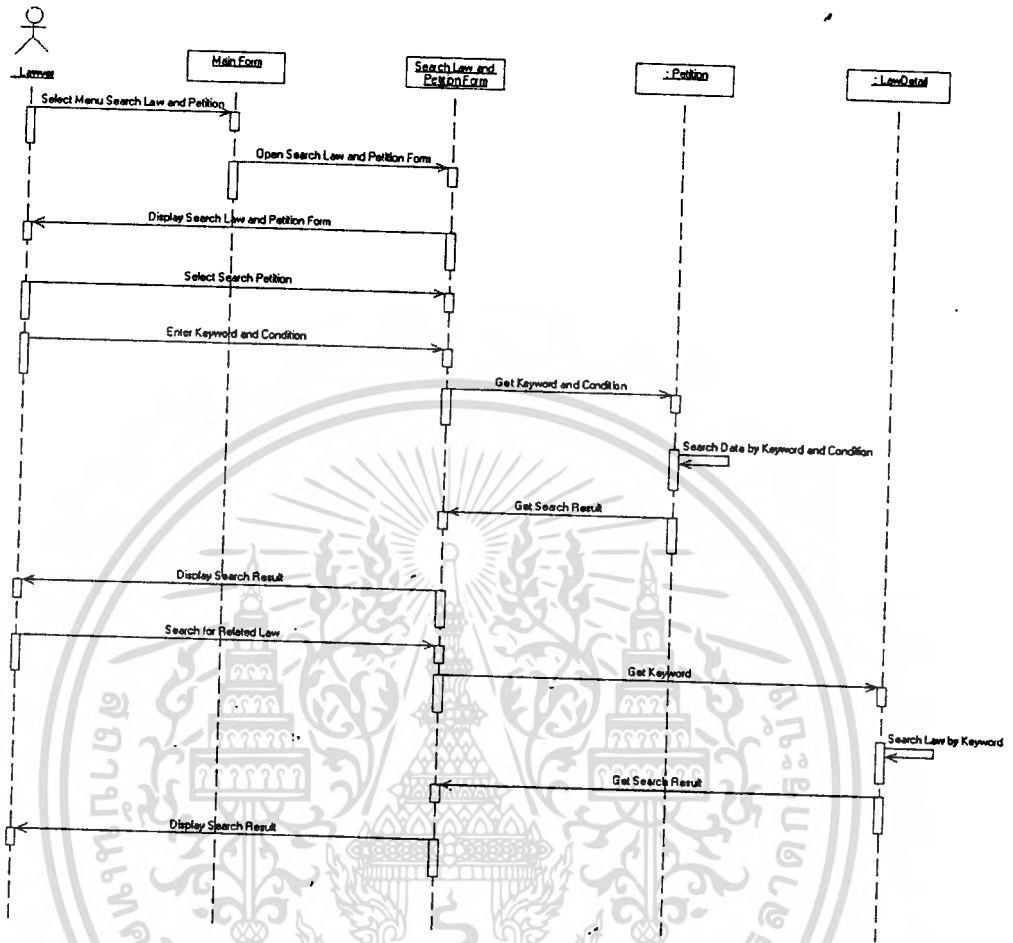 : Lawyer
Main Form
Search Law and
Petition Form
: Petition
: LawDetail
Select Menu Search Law and Petition
Open Search Law and Petition Form
Display Search Law and Petition Form
Select Search Petition
Enter Keyword and Condition
Get Keyword and Condition
Search Data by Keyword and Condition
Get Search Result
Display Search Result
Search for Related Law
Get Keyword
Search Law by Keyword
Get Search Result
Display Search Result